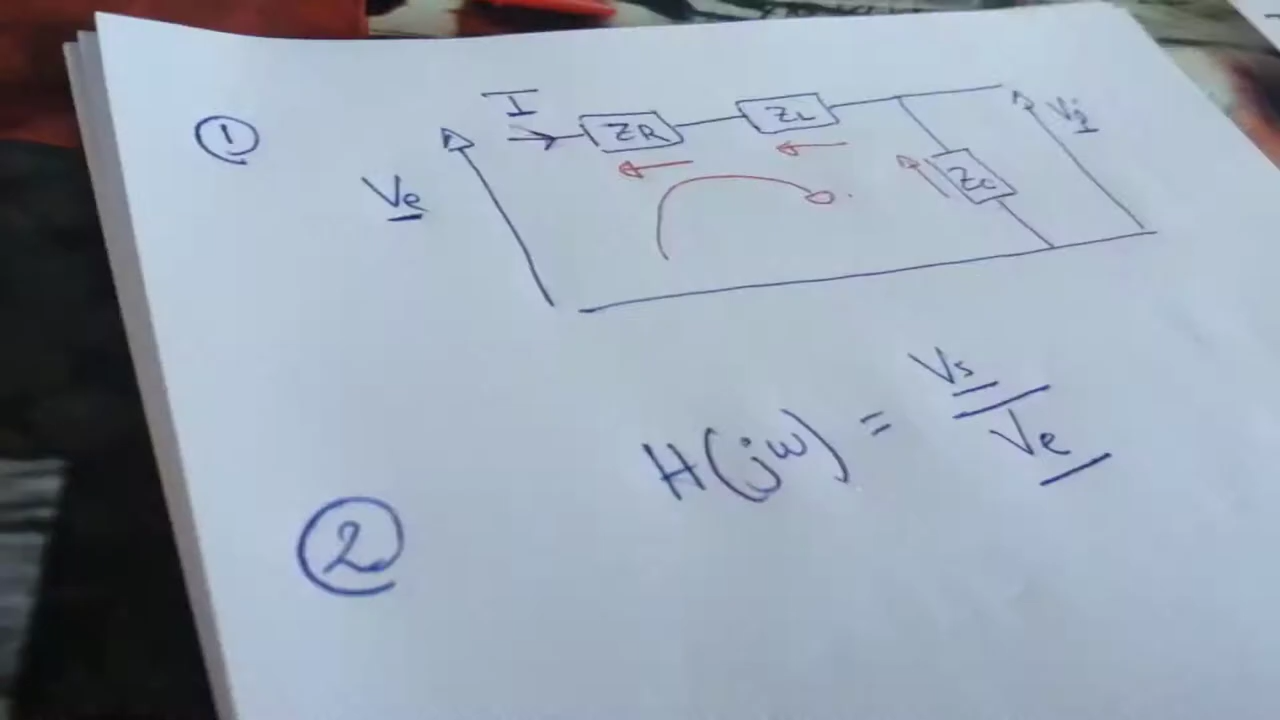 ①
I
ZR
ZL
Ve
Zc
Vs
H(jω) = Vs/Ve
②